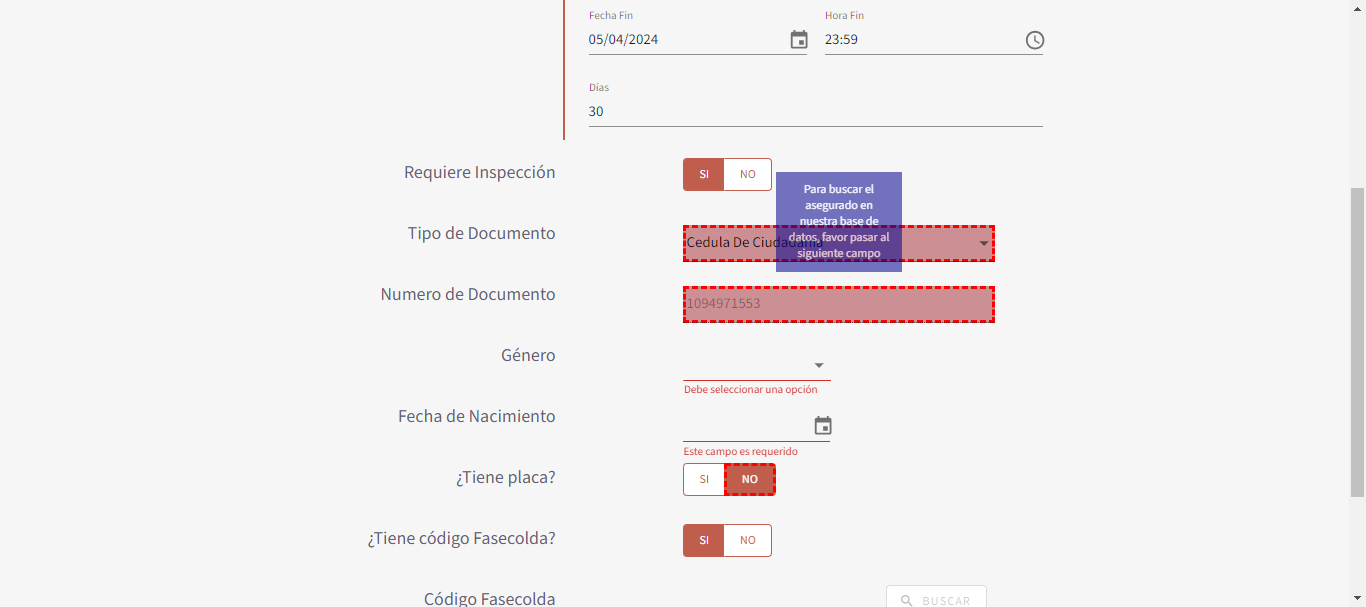 Fecha Fin
05/04/2024
Hora Fin
23:59
Días
30
Requiere Inspección
SI NO
Para buscar el
asegurado en
nuestra base de
datos, favor pasar al
siguiente campo
Tipo de Documento
Cedula De Ciudadania
Numero de Documento
1094971553
Género
Debe seleccionar una opción
Fecha de Nacimiento
Este campo es requerido
¿Tiene placa?
SI NO
¿Tiene código Fasecolda?
SI NO
Código Fasecolda
BUSCAR